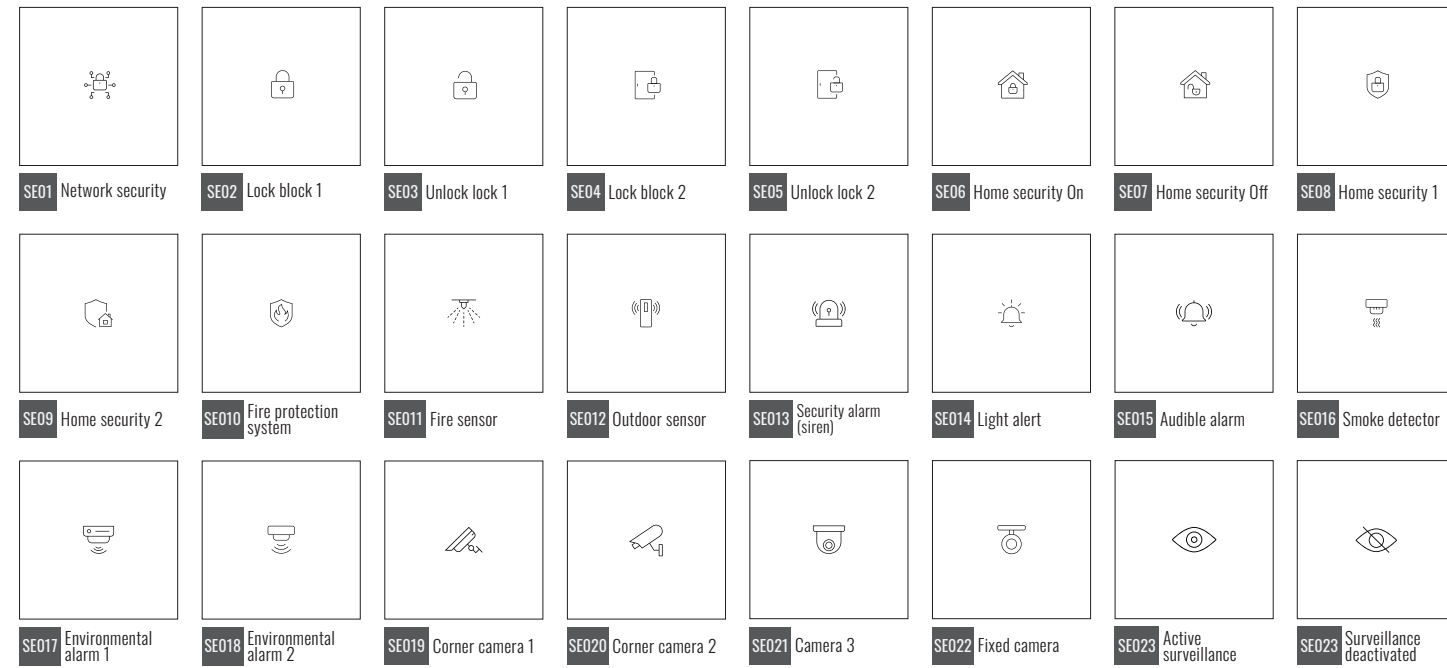 SE01 Network security
SE02 Lock block 1
SE03 Unlock lock 1
SE04 Lock block 2
SE05 Unlock lock 2
SE06 Home security On
SE07 Home security Off
SE08 Home security 1
SE09 Home security 2
SE010 Fire protection
system
SE011 Fire sensor
SE012 Outdoor sensor
SE013 Security alarm
(siren)
SE014 Light alert
SE015 Audible alarm
SE016 Smoke detector
SE017 Environmental
alarm 1
SE018 Environmental
alarm 2
SE019 Corner camera 1
SE020 Corner camera 2
SE021 Camera 3
SE022 Fixed camera
SE023 Active
surveillance
SE023 Surveillance
deactivated